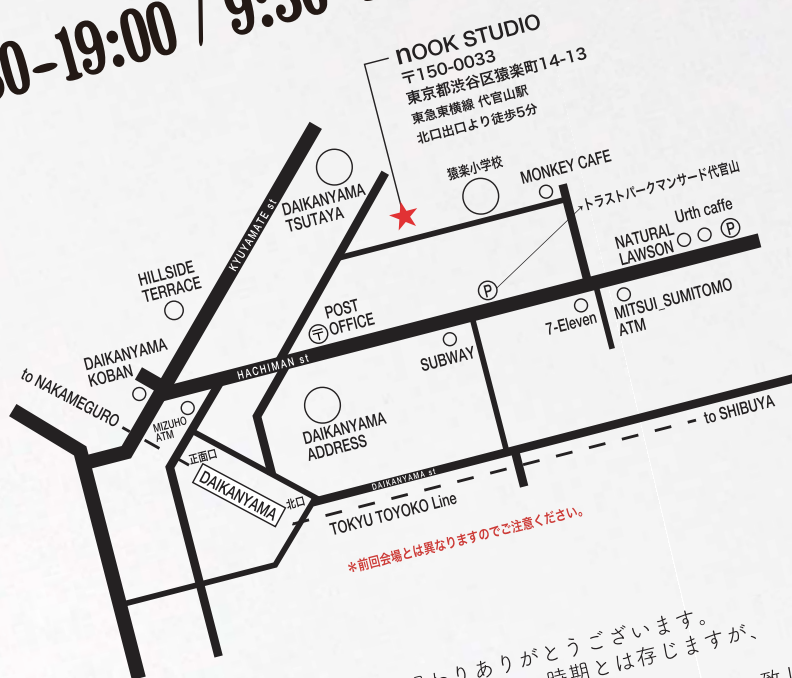 0-19:00 / 9:30
nOOK STUDIO
〒150-0033
東京都渋谷区猿楽町14-13
東急東横線 代官山駅
北口出口より徒歩5分
猿楽小学校
MONKEY CAFE
トラストパークマンサード代官山
DAIKANYAMA
TSUTAYA
KYUYAMATE st
Urth caffe
NATURAL
LAWSON
P
HILLSIDE
TERRACE
P
POST
OFFICE
〒
7-Eleven
MITSUI_SUMITOMO
ATM
DAIKANYAMA
KOBAN
HACHIMAN st
SUBWAY
to NAKAMEGURO
MIZUHO
ATM
DAIKANYAMA
ADDRESS
to SHIBUYA
正面口
DAIKANYAMA
北口
DAIKANYAMA st
TOKYU TOYOKO Line
*前回会場とは異なりますのでご注意ください。
わりありがとうございます。
時期とは存じますが、